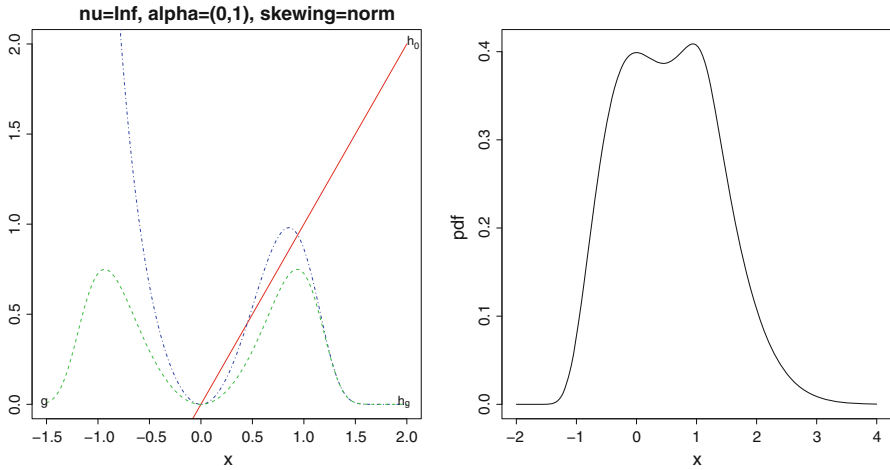 nu=Inf, alpha=(0,1), skewing=norm
2.0
1.5
1.0
0.5
0.0
h₀
g
h_g
−1.5 −1.0 −0.5 0.0 0.5 1.0 1.5 2.0
x
0.4
0.3
0.2
0.1
0.0
pdf
−2 −1 0 1 2 3 4
x